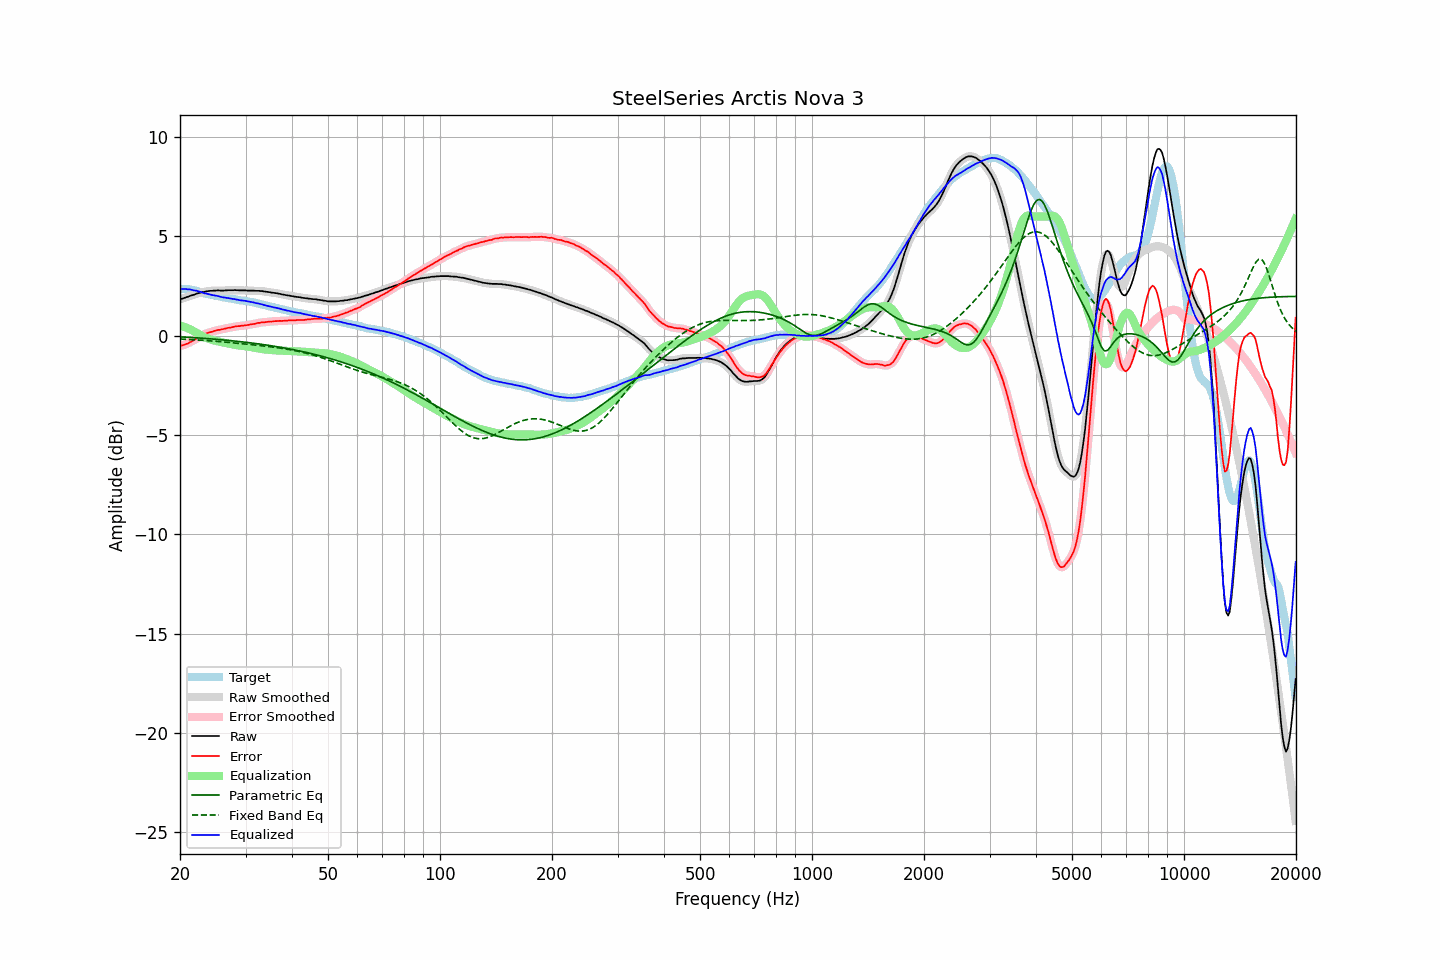 SteelSeries Arctis Nova 3
10
5
0
−5
−10
−15
−20
−25
Amplitude (dBr)
Target
Raw Smoothed
Error Smoothed
Raw
Error
Equalization
Parametric Eq
Fixed Band Eq
Equalized
20 50 100 200 500 1000 2000 5000 10000 20000
Frequency (Hz)